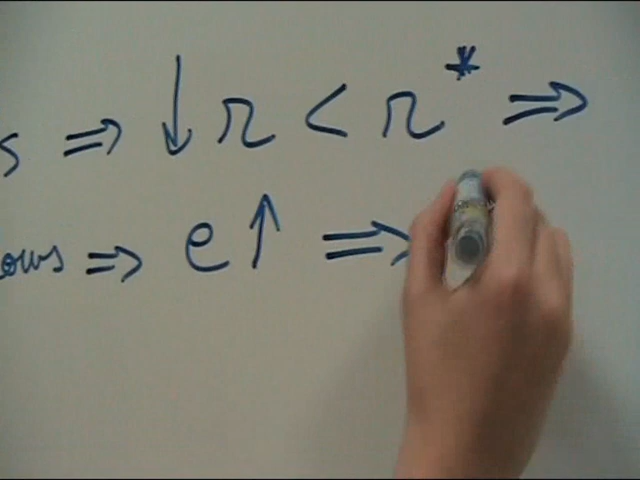 s ⇒ ↓ r < r* ⇒
ows ⇒ e↑ ⇒